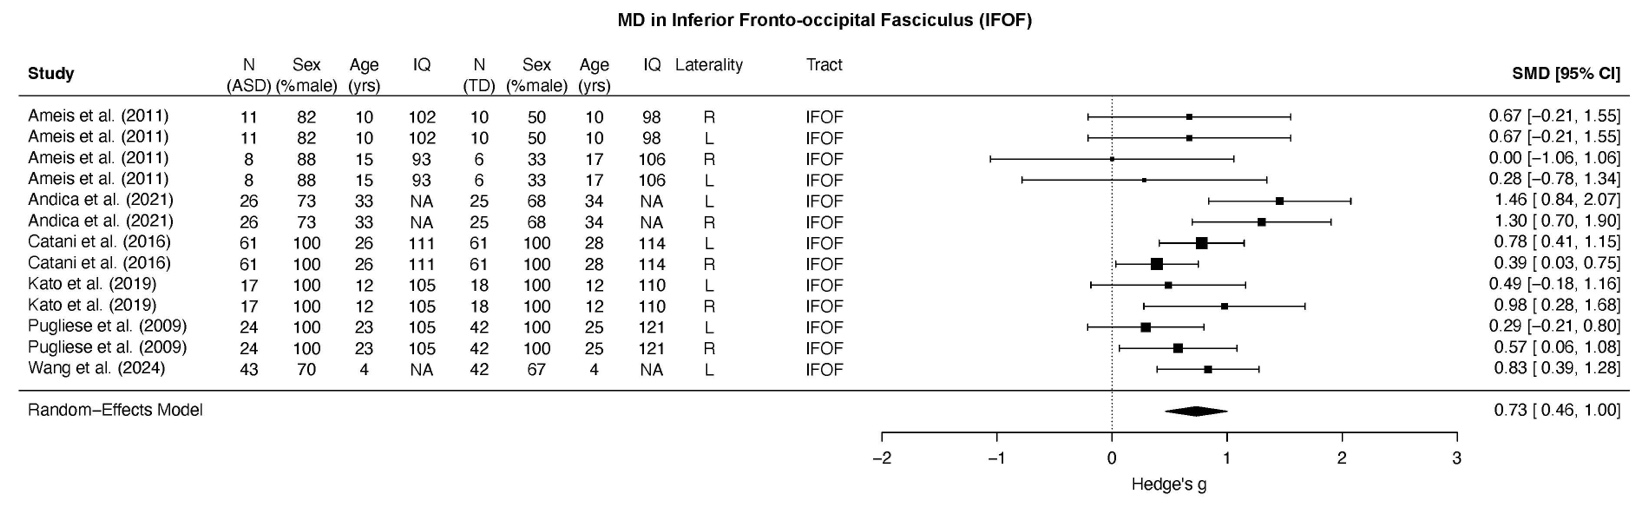 MD in Inferior Fronto-occipital Fasciculus (IFOF)
Study N (ASD) Sex (%male) Age (yrs) IQ N (TD) Sex (%male) Age (yrs) IQ Laterality Tract SMD [95% CI]
Ameis et al. (2011) 11 82 10 102 10 50 10 98 R IFOF 0.67 [−0.21, 1.55]
Ameis et al. (2011) 11 82 10 102 10 50 10 98 L IFOF 0.67 [−0.21, 1.55]
Ameis et al. (2011) 8 88 15 93 6 33 17 106 R IFOF 0.00 [−1.06, 1.06]
Ameis et al. (2011) 8 88 15 93 6 33 17 106 L IFOF 0.28 [−0.78, 1.34]
Andica et al. (2021) 26 73 33 NA 25 68 34 NA L IFOF 1.46 [ 0.84, 2.07]
Andica et al. (2021) 26 73 33 NA 25 68 34 NA R IFOF 1.30 [ 0.70, 1.90]
Catani et al. (2016) 61 100 26 111 61 100 28 114 L IFOF 0.78 [ 0.41, 1.15]
Catani et al. (2016) 61 100 26 111 61 100 28 114 R IFOF 0.39 [ 0.03, 0.75]
Kato et al. (2019) 17 100 12 105 18 100 12 110 L IFOF 0.49 [−0.18, 1.16]
Kato et al. (2019) 17 100 12 105 18 100 12 110 R IFOF 0.98 [ 0.28, 1.68]
Pugliese et al. (2009) 24 100 23 105 42 100 25 121 L IFOF 0.29 [−0.21, 0.80]
Pugliese et al. (2009) 24 100 23 105 42 100 25 121 R IFOF 0.57 [ 0.06, 1.08]
Wang et al. (2024) 43 70 4 NA 42 67 4 NA L IFOF 0.83 [ 0.39, 1.28]
Random−Effects Model 0.73 [ 0.46, 1.00]
−2 −1 0 1 2 3
Hedge's g